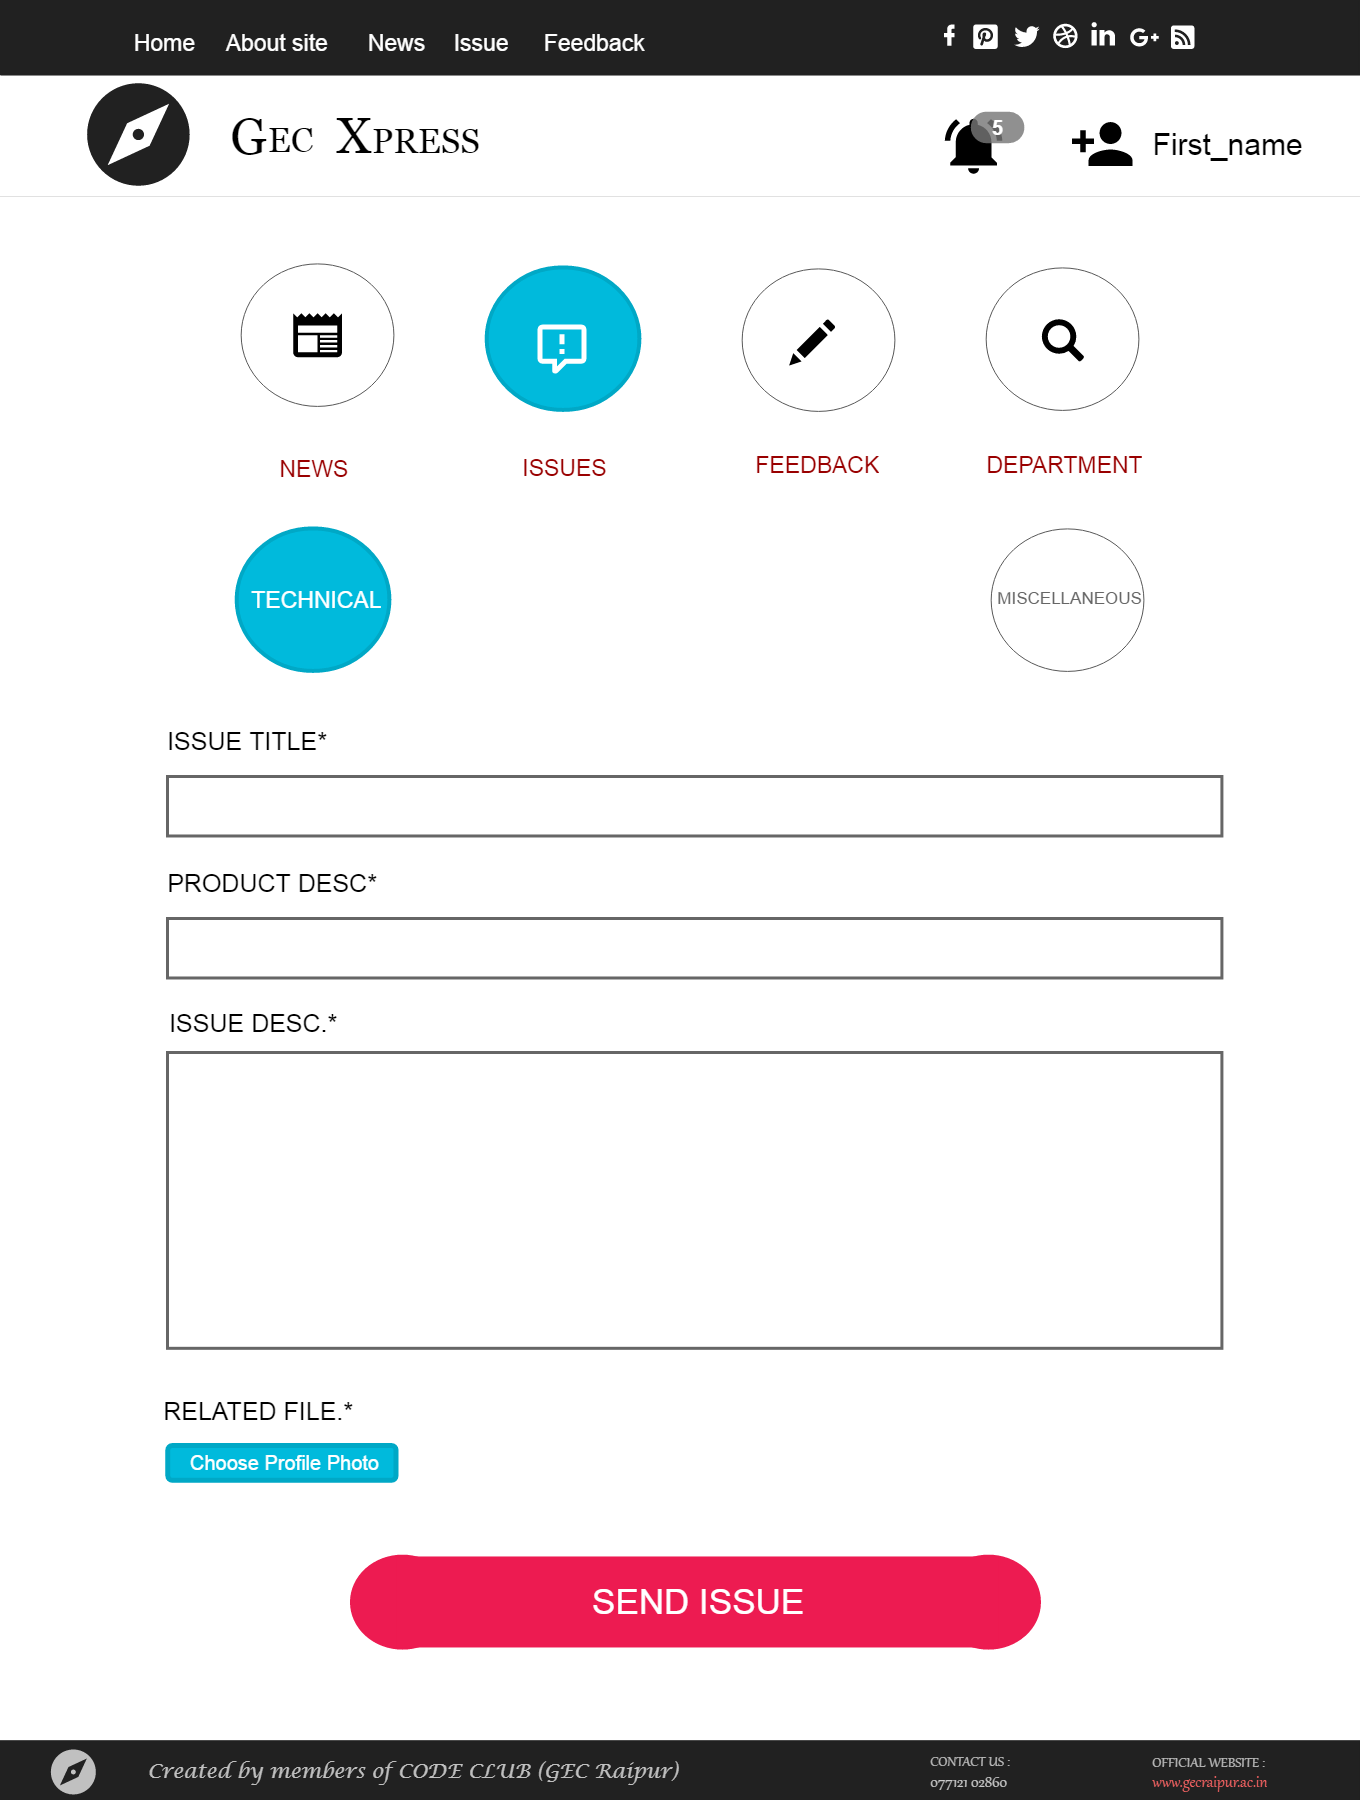 Home About site News Issue Feedback
Gec Xpress
5
First_name
NEWS ISSUES FEEDBACK DEPARTMENT
TECHNICAL MISCELLANEOUS
ISSUE TITLE*
PRODUCT DESC*
ISSUE DESC.*
RELATED FILE.*
Choose Profile Photo
SEND ISSUE
Created by members of CODE CLUB (GEC Raipur)
CONTACT US :
077121 02860
OFFICIAL WEBSITE :
www.gecraipur.ac.in